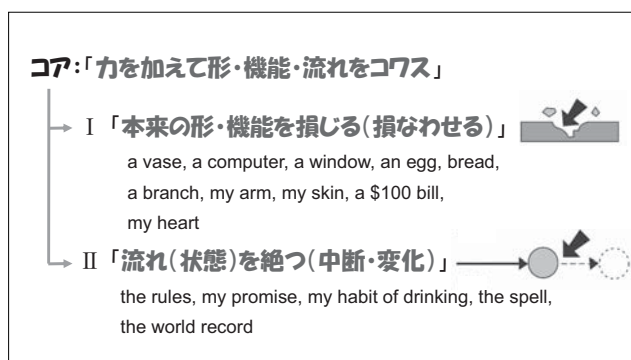 コア:「力を加えて形・機能・流れをコワス」
Ⅰ「本来の形・機能を損じる(損なわせる)」
a vase, a computer, a window, an egg, bread,
a branch, my arm, my skin, a $100 bill,
my heart
Ⅱ「流れ(状態)を絶つ(中断・変化)」
the rules, my promise, my habit of drinking, the spell,
the world record